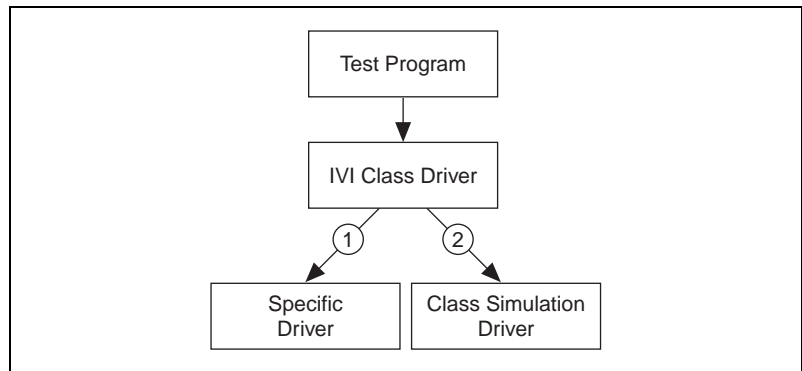 Test Program
IVI Class Driver
1
2
Specific
Driver
Class Simulation
Driver